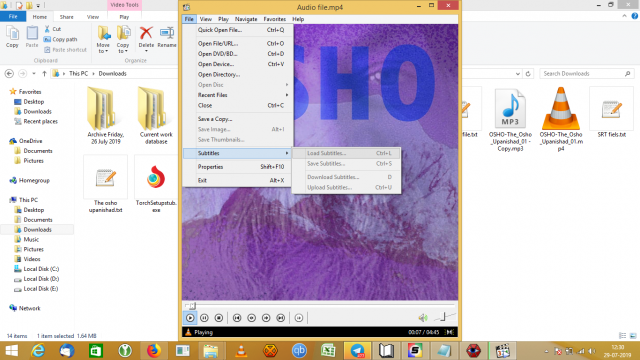 Video Tools
File
Home
Share
View
Play
Copy
Paste
Cut
Copy path
Paste shortcut
Move to
Copy to
Clipboard
This PC
Downloads
Search Downloads
Favorites
Desktop
Downloads
Recent places
OneDrive
Documents
Pictures
Homegroup
This PC
Desktop
Documents
Downloads
Music
Pictures
Videos
Local Disk (C:)
Local Disk (D:)
Local Disk (E:)
Network
Archive Friday, 26 July 2019
Current work database
The osho upanishad.txt
TorchSetupstub.exe
Audio file.mp4
File View Play Navigate Favorites Help
Quick Open File... Ctrl+Q
Open File/URL... Ctrl+O
Open DVD/BD... Ctrl+D
Open Device... Ctrl+V
Open Directory...
Open Disc
Recent Files
Close Ctrl+C
Save a Copy...
Save Image... Alt+I
Save Thumbnails...
Subtitles
Properties Shift+F10
Exit Alt+X
Load Subtitles... Ctrl+L
Save Subtitles... Ctrl+S
Download Subtitles... D
Upload Subtitles... Ctrl+U
SHO
Playing
00:07 / 04:45
MP3
OSHO-The_Osho_Upanishad_01 - Copy.mp3
OSHO-The_Osho_Upanishad_01.mp4
SRT fiels.txt
14 items
1 item selected 1.64 MB
12:30
29-07-2019